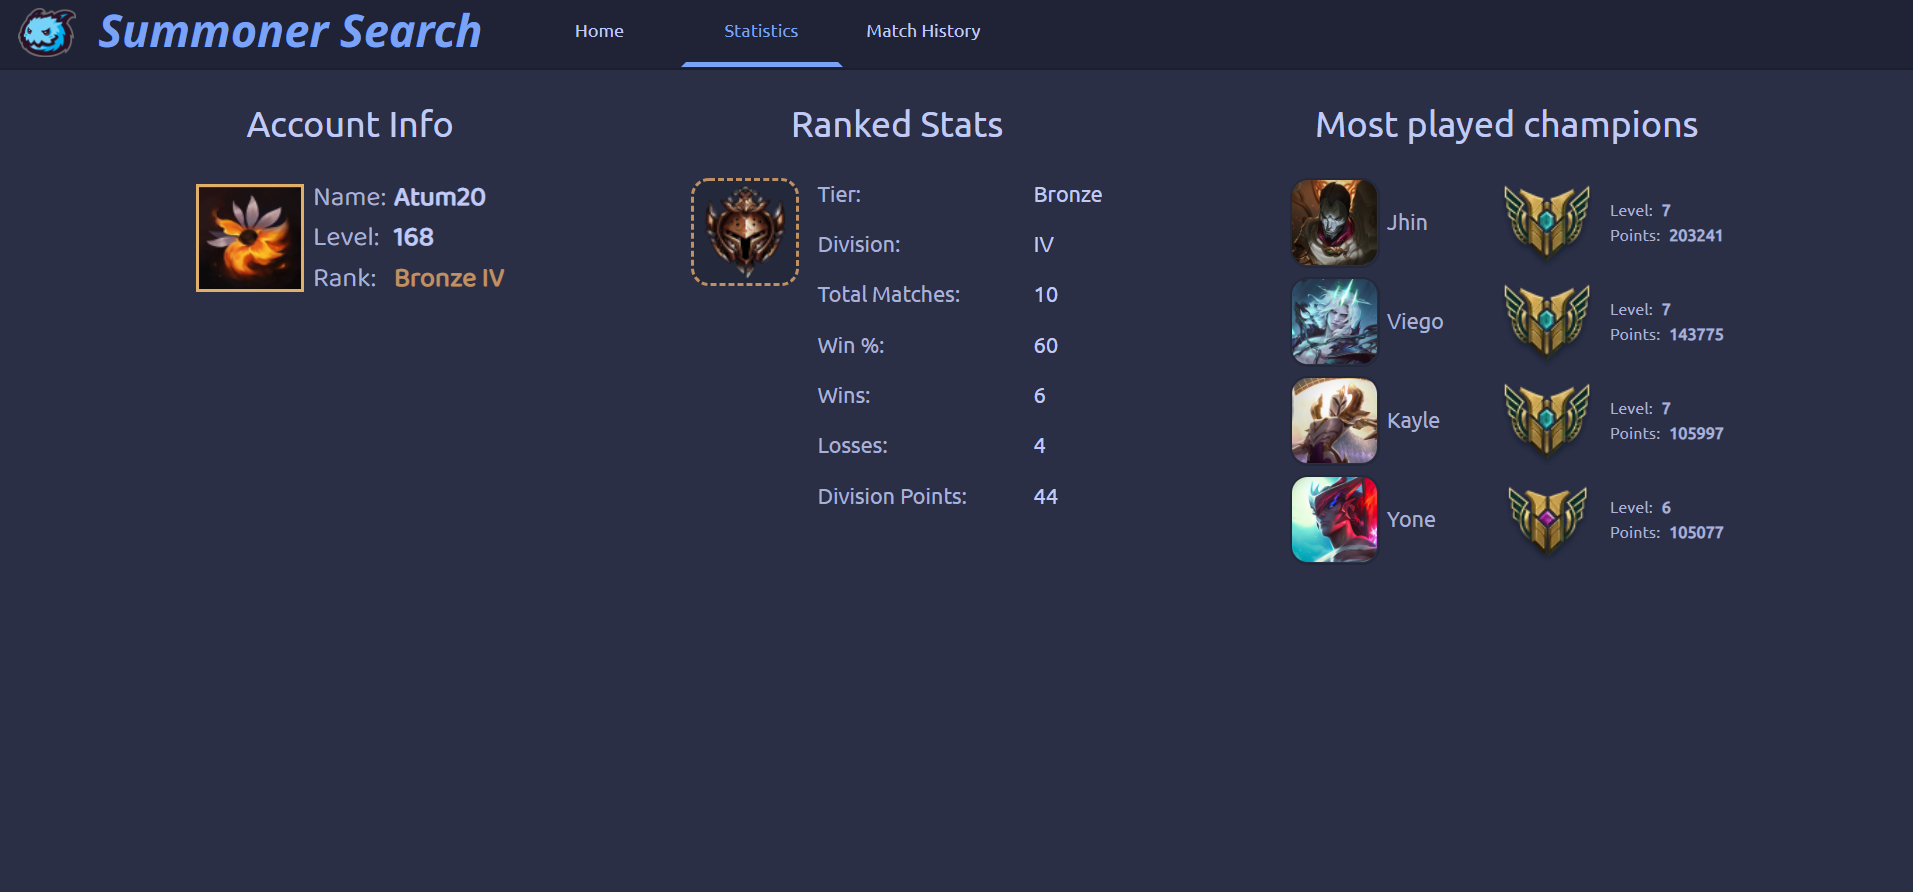 Summoner Search
Home
Statistics
Match History
Account Info
Name: Atum20
Level: 168
Rank: Bronze IV
Ranked Stats
Tier: Bronze
Division: IV
Total Matches: 10
Win %: 60
Wins: 6
Losses: 4
Division Points: 44
Most played champions
Jhin
Level: 7
Points: 203241
Viego
Level: 7
Points: 143775
Kayle
Level: 7
Points: 105997
Yone
Level: 6
Points: 105077